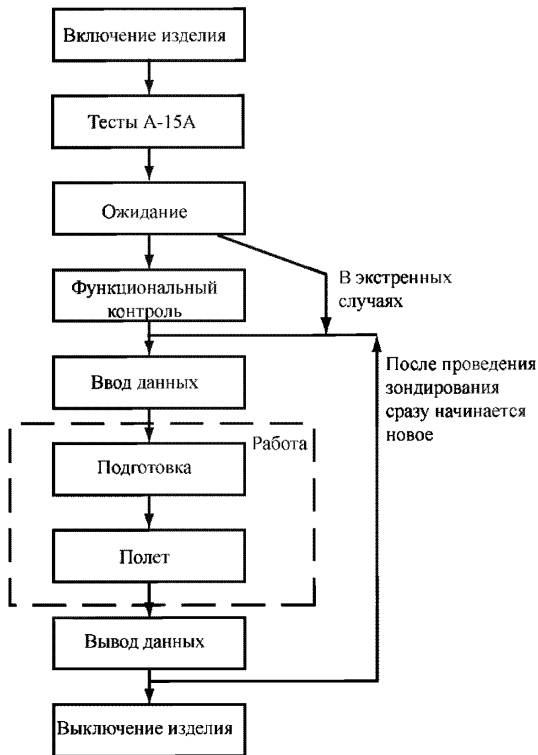 Включение изделия
Тесты А-15А
Ожидание
В экстренных
случаях
Функциональный
контроль
После проведения
зондирования
сразу начинается
новое
Ввод данных
Работа
Подготовка
Полет
Вывод данных
Выключение изделия